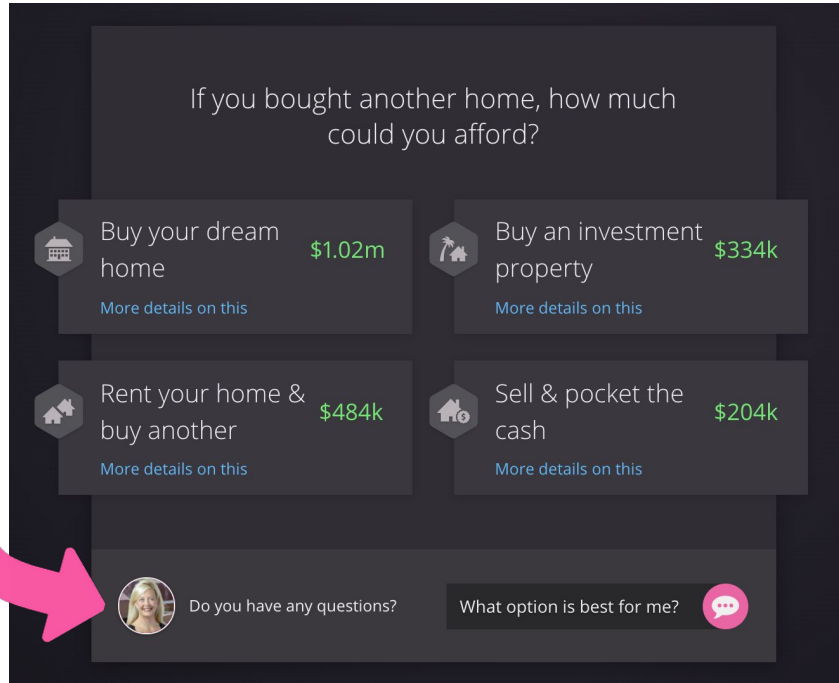 If you bought another home, how much
could you afford?
Buy your dream
home
$1.02m
More details on this
Buy an investment
property
$334k
More details on this
Rent your home &
buy another
$484k
More details on this
Sell & pocket the
cash
$204k
More details on this
Do you have any questions?
What option is best for me?